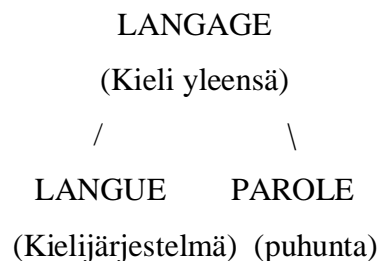 LANGAGE
(Kieli yleensä)
/ \
LANGUE PAROLE
(Kielijärjestelmä) (puhunta)